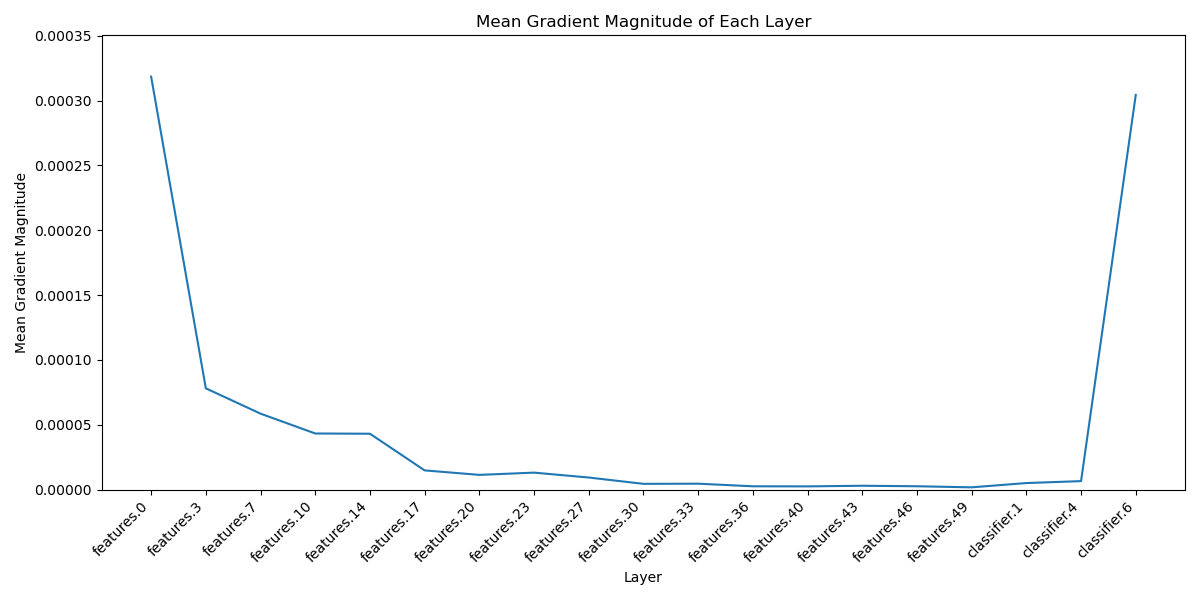 Mean Gradient Magnitude of Each Layer
Mean Gradient Magnitude
0.00035
0.00030
0.00025
0.00020
0.00015
0.00010
0.00005
0.00000
features.0
features.3
features.7
features.10
features.14
features.17
features.20
features.23
features.27
features.30
features.33
features.36
features.40
features.43
features.46
features.49
classifier.1
classifier.4
classifier.6
Layer